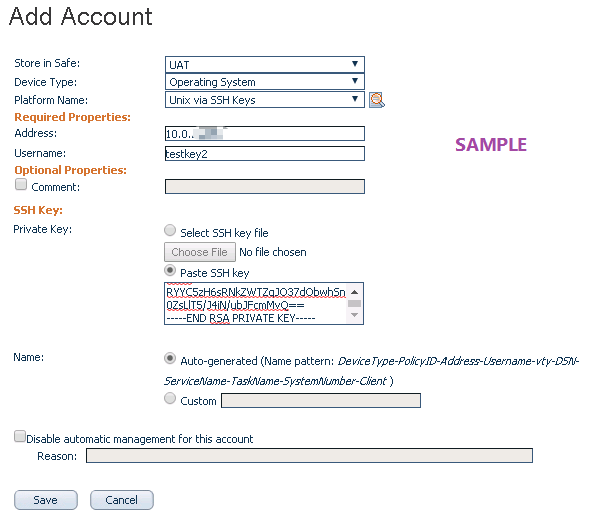 Add Account
Store in Safe: UAT
Device Type: Operating System
Platform Name: Unix via SSH Keys
Required Properties:
Address: 10.0..
SAMPLE
Username: testkey2
Optional Properties:
Comment:
SSH Key:
Private Key: Select SSH key file
Choose File No file chosen
Paste SSH key
RYYC5zH6sRNkZWTZqJO37dObwhSn
0ZsLlT5/J4iN/ubJFcmMvQ==
-----END RSA PRIVATE KEY-----
Name: Auto-generated (Name pattern: DeviceType-PolicyID-Address-Username-vty-DSN-
ServiceName-TaskName-SystemNumber-Client )
Custom
Disable automatic management for this account
Reason:
Save Cancel